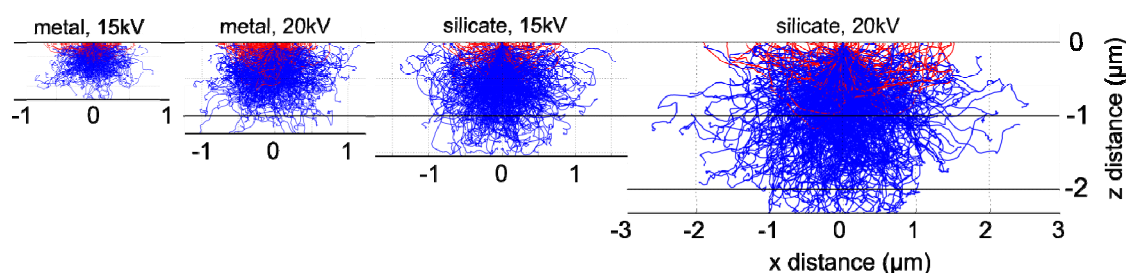 metal, 15kV
metal, 20kV
silicate, 15kV
silicate, 20kV
0
-1
-2
z distance (µm)
-1 0 1
-1 0 1
-1 0 1
-3 -2 -1 0 1 2 3
x distance (µm)